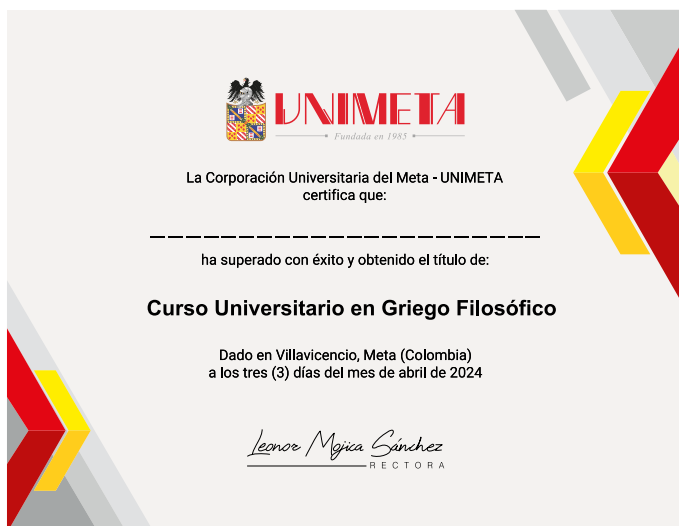 UNIMETA
Fundada en 1985
La Corporación Universitaria del Meta - UNIMETA
certifica que:
ha superado con éxito y obtenido el título de:
Curso Universitario en Griego Filosófico
Dado en Villavicencio, Meta (Colombia)
a los tres (3) días del mes de abril de 2024
Leonor Mojica Sánchez
RECTORA